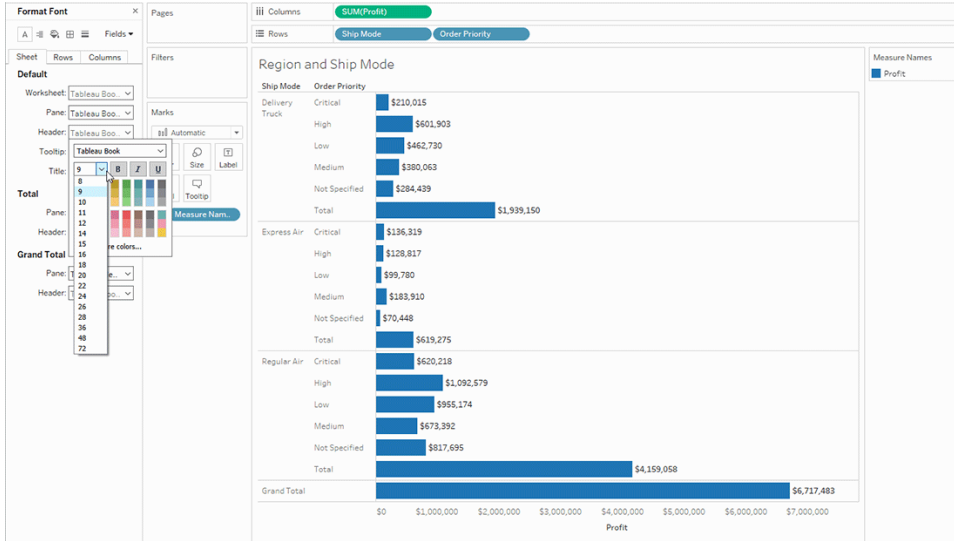 Format Font ×
Fields
Sheet Rows Columns
Default
Worksheet: Tableau Boo..
Pane: Tableau Boo..
Header: Tableau Boo..
Tooltip:
Tableau Book
Title:
9 B I U
8
9
10
11
12
14
15
16
18
20
22
24
26
28
36
48
72
re colors...
Total
Pane:
Header:
Grand Total
Pane:
Header:
Pages
Filters
Marks
Automatic
Size Label
Tooltip
Measure Nam..
Columns SUM(Profit)
Rows Ship Mode Order Priority
Region and Ship Mode
Ship Mode Order Priority
Delivery Truck Critical $210,015
High $601,903
Low $462,730
Medium $380,063
Not Specified $284,439
Total $1,939,150
Express Air Critical $136,319
High $128,817
Low $99,780
Medium $183,910
Not Specified $70,448
Total $619,275
Regular Air Critical $620,218
High $1,092,579
Low $955,174
Medium $673,392
Not Specified $817,695
Total $4,159,058
Grand Total $6,717,483
$0 $1,000,000 $2,000,000 $3,000,000 $4,000,000 $5,000,000 $6,000,000 $7,000,000
Profit
Measure Names
Profit